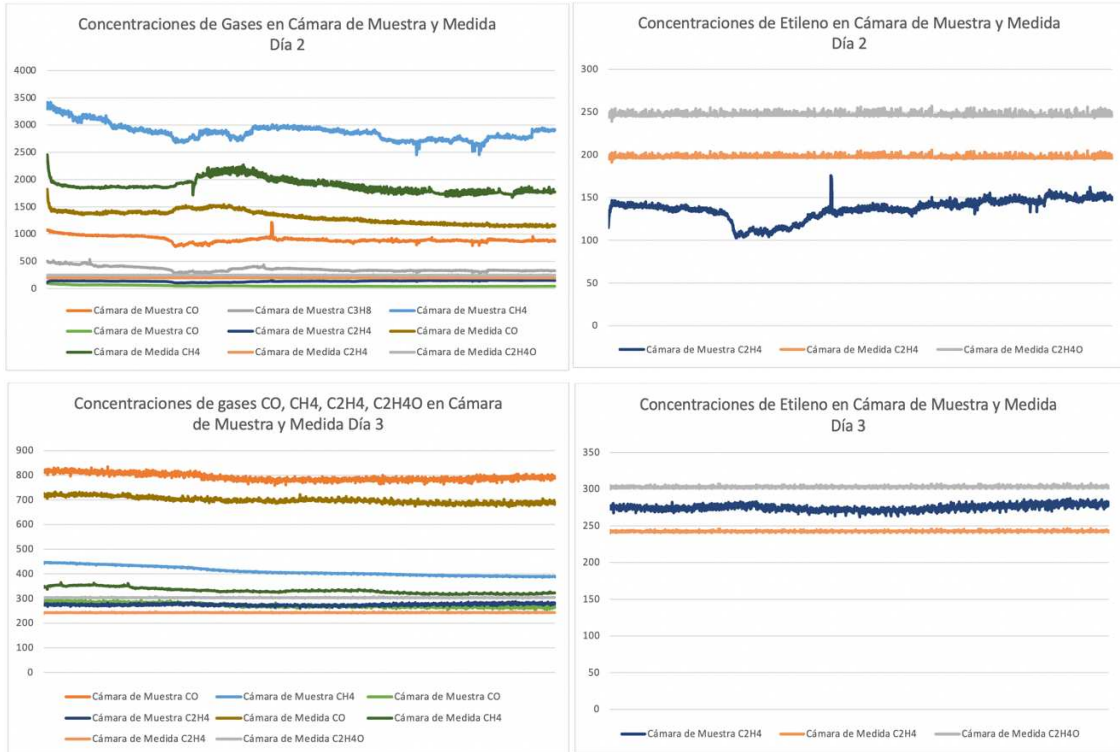 Concentraciones de Gases en Cámara de Muestra y Medida
Día 2
4000
3500
3000
2500
2000
1500
1000
500
0
Cámara de Muestra CO Cámara de Muestra C3H8 Cámara de Muestra CH4
Cámara de Muestra CO Cámara de Muestra C2H4 Cámara de Medida CO
Cámara de Medida CH4 Cámara de Medida C2H4 Cámara de Medida C2H4O
Concentraciones de Etileno en Cámara de Muestra y Medida
Día 2
300
250
200
150
100
50
0
Cámara de Muestra C2H4 Cámara de Medida C2H4 Cámara de Medida C2H4O
Concentraciones de gases CO, CH4, C2H4, C2H4O en Cámara
de Muestra y Medida Día 3
900
800
700
600
500
400
300
200
100
0
Cámara de Muestra CO Cámara de Muestra CH4 Cámara de Muestra CO
Cámara de Muestra C2H4 Cámara de Medida CO Cámara de Medida CH4
Cámara de Medida C2H4 Cámara de Medida C2H4O
Concentraciones de Etileno en Cámara de Muestra y Medida
Día 3
350
300
250
200
150
100
50
0
Cámara de Muestra C2H4 Cámara de Medida C2H4 Cámara de Medida C2H4O